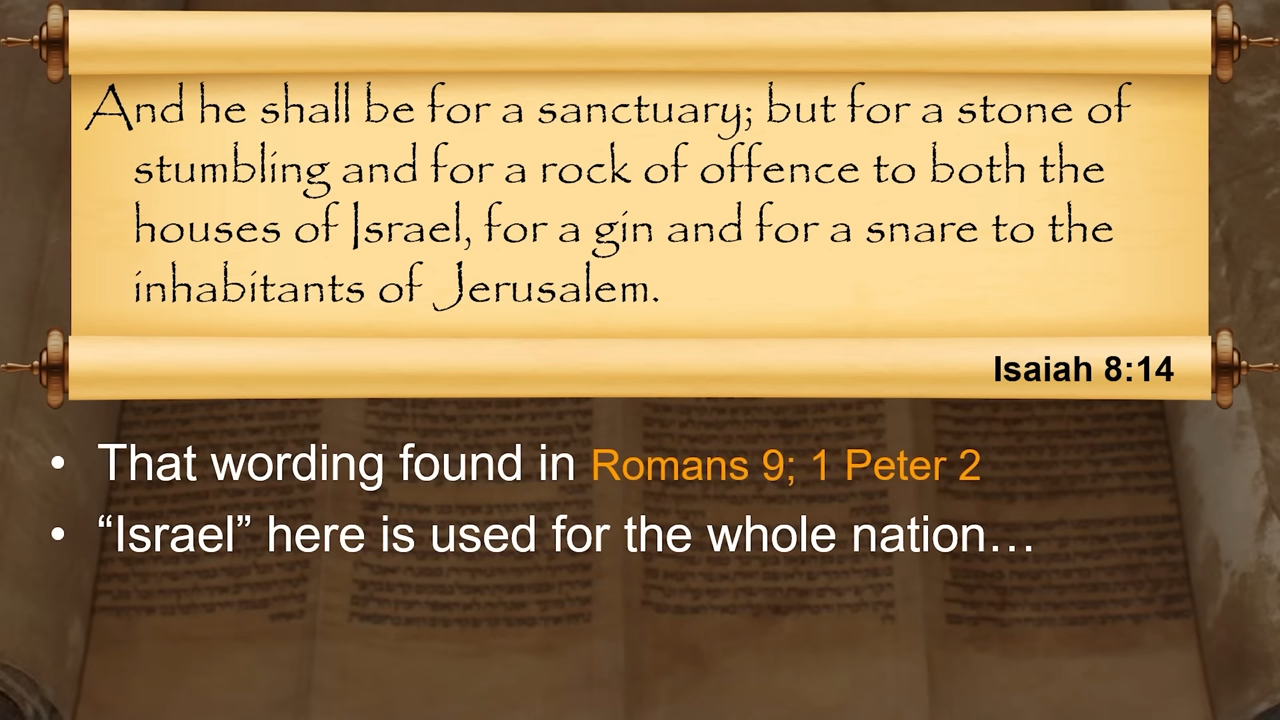 And he shall be for a sanctuary; but for a stone of
stumbling and for a rock of offence to both the
houses of Israel, for a gin and for a snare to the
inhabitants of Jerusalem.
Isaiah 8:14
• That wording found in Romans 9; 1 Peter 2
• “Israel” here is used for the whole nation…